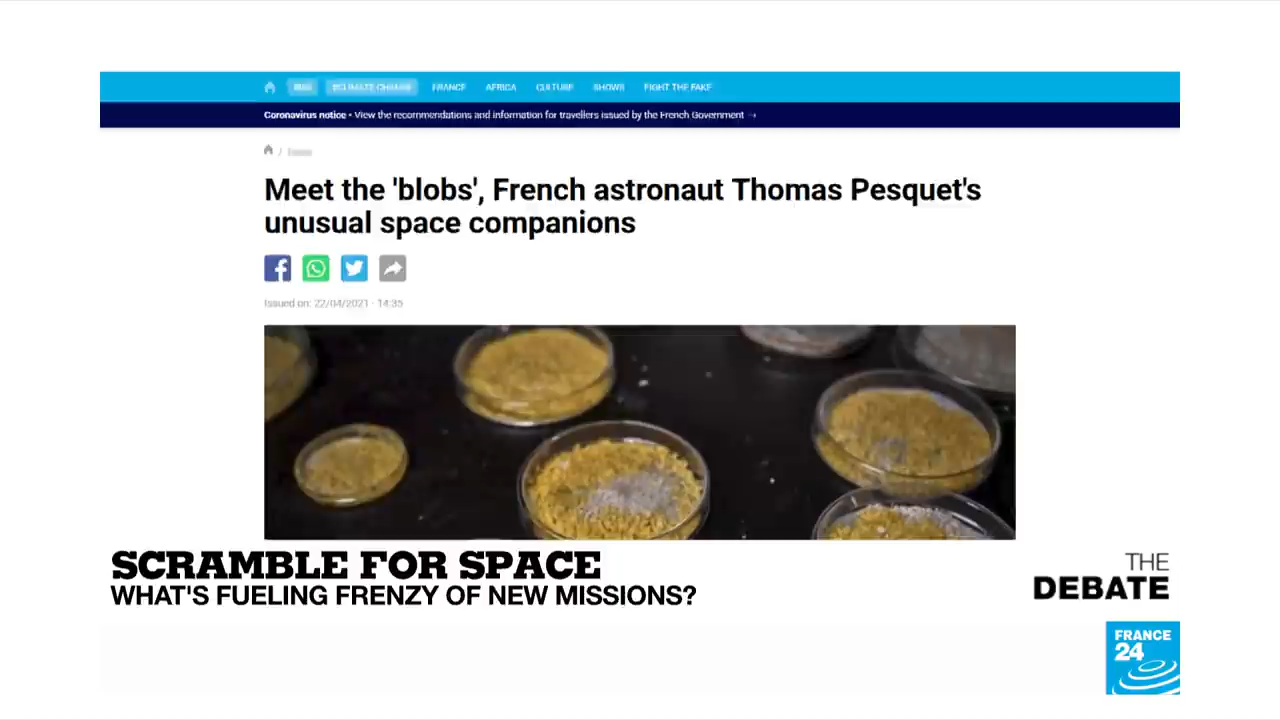 #CLIMATE CHANGE FRANCE AFRICA CULTURE SHOWS FIGHT THE FAKE
Coronavirus notice • View the recommendations and information for travellers issued by the French Government →
/
Meet the 'blobs', French astronaut Thomas Pesquet's
unusual space companions
Issued on: 22/04/2021 - 14:35
SCRAMBLE FOR SPACE
WHAT'S FUELING FRENZY OF NEW MISSIONS?
THE
DEBATE
FRANCE
24